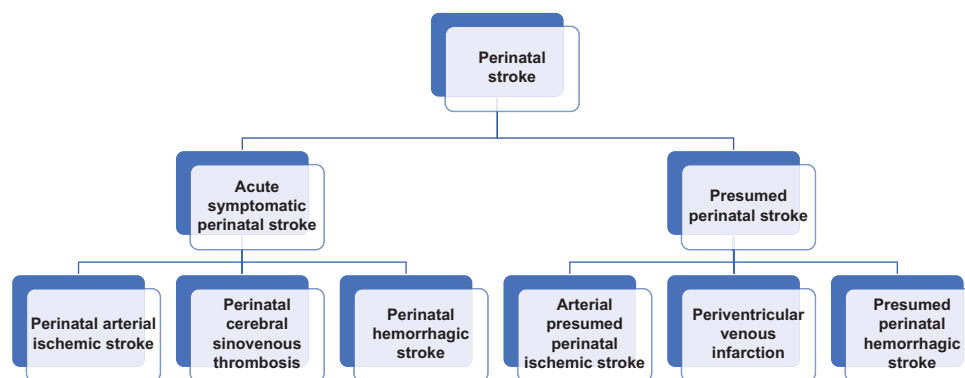 Perinatal
stroke
Acute
symptomatic
perinatal stroke
Presumed
perinatal stroke
Perinatal arterial
ischemic stroke
Perinatal
cerebral
sinovenous
thrombosis
Perinatal
hemorrhagic
stroke
Arterial
presumed
perinatal
ischemic stroke
Periventricular
venous
infarction
Presumed
perinatal
hemorrhagic
stroke